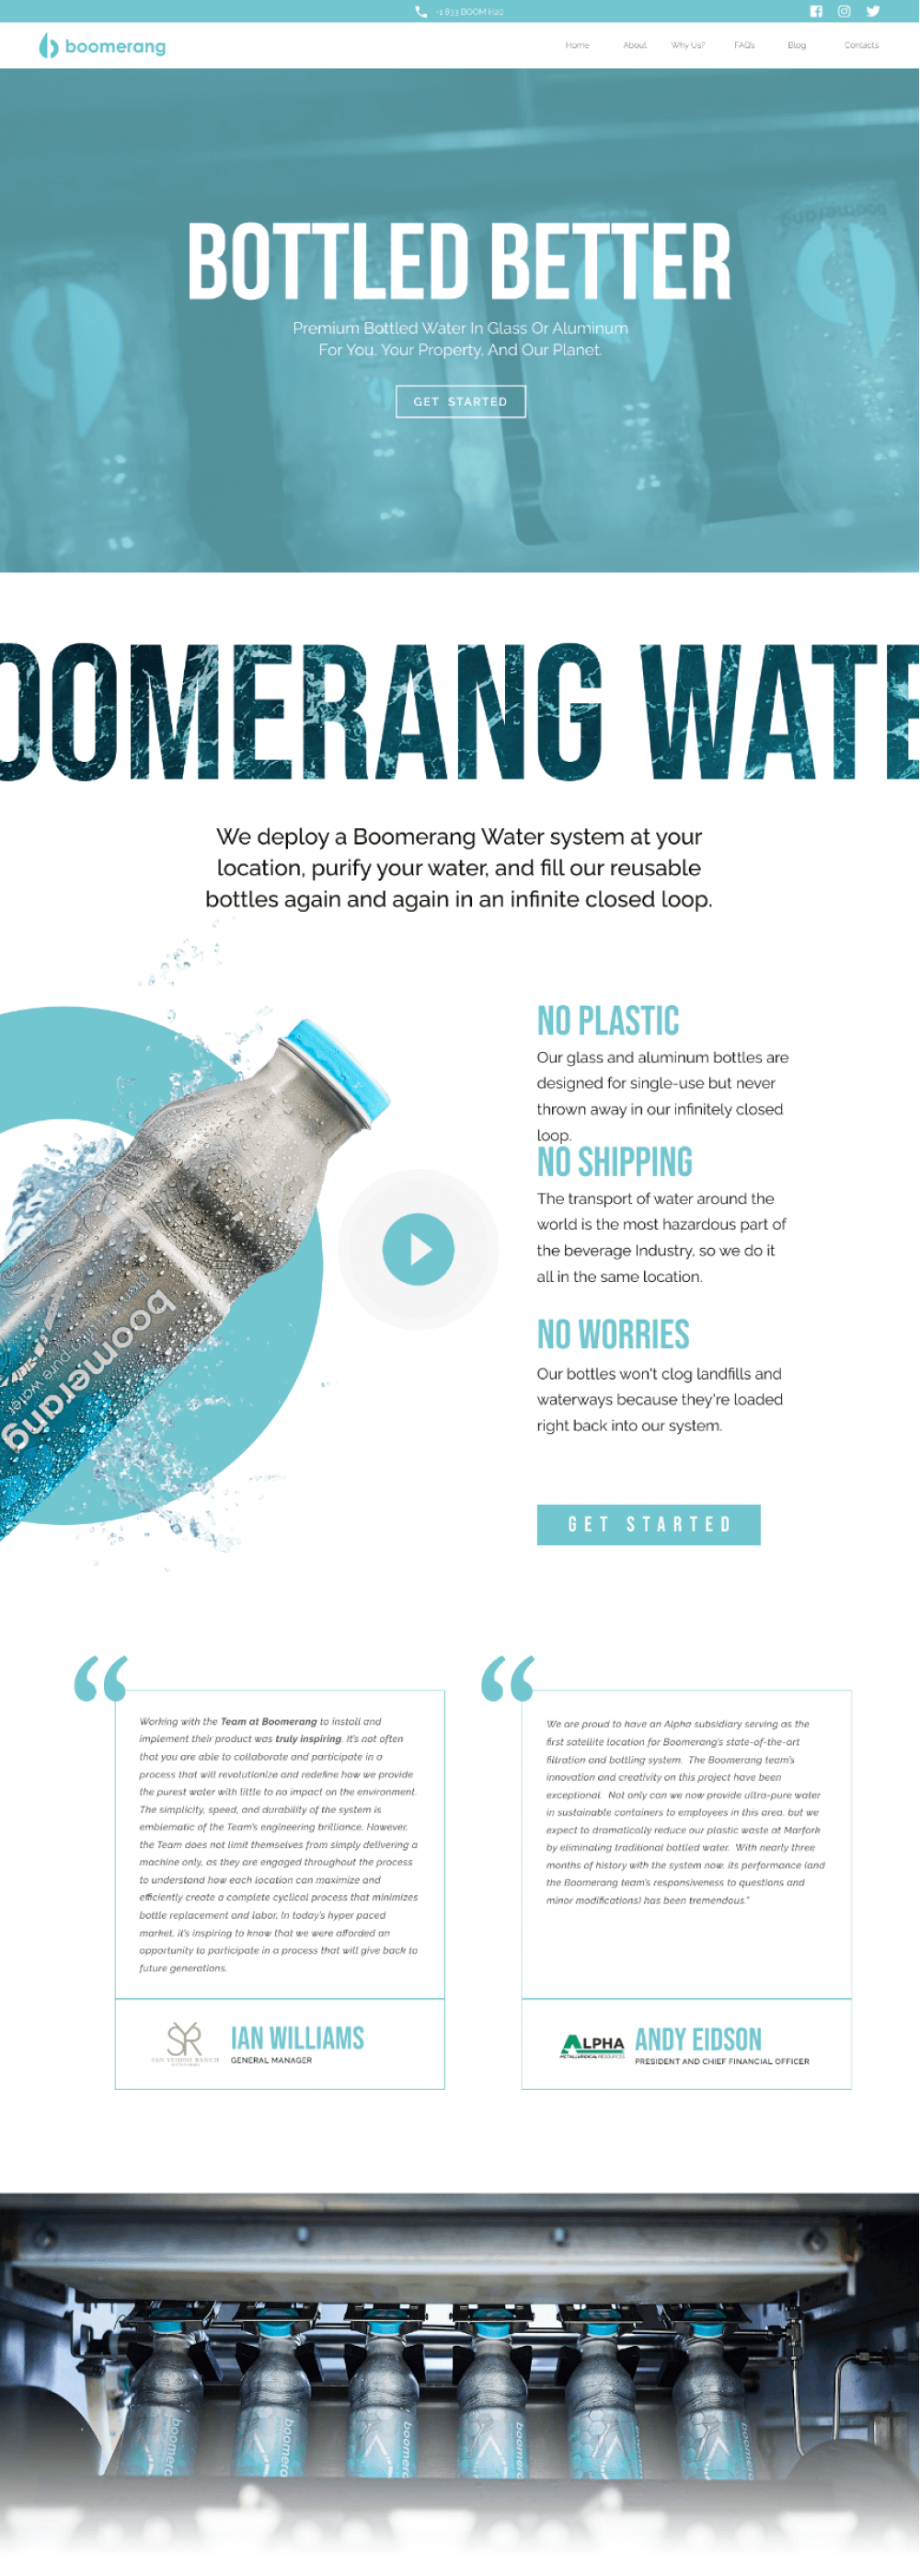 +1 833 BOOM H2O
boomerang
Home About Why Us? FAQs Blog Contacts
boomerang
BOTTLED BETTER
Premium Bottled Water In Glass Or Aluminum
For You, Your Property, And Our Planet.
GET STARTED
OOMERANG WATE
We deploy a Boomerang Water system at your
location, purify your water, and fill our reusable
bottles again and again in an infinite closed loop.
boomerang
premium ultra pure water
NO PLASTIC
Our glass and aluminum bottles are
designed for single-use but never
thrown away in our infinitely closed
loop.
NO SHIPPING
The transport of water around the
world is the most hazardous part of
the beverage Industry, so we do it
all in the same location.
NO WORRIES
Our bottles won't clog landfills and
waterways because they're loaded
right back into our system.
GET STARTED
“
Working with the Team at Boomerang to install and
implement their product was truly inspiring. It's not often
that you are able to collaborate and participate in a
process that will revolutionize and redefine how we provide
the purest water with little to no impact on the environment.
The simplicity, speed, and durability of the system is
emblematic of the Team's engineering brilliance. However,
the Team does not limit themselves from simply delivering a
machine only, as they are engaged throughout the process
to understand how each location can maximize and
efficiently create a complete cyclical process that minimizes
bottle replacement and labor. In today's hyper paced
market, it's inspiring to know that we were afforded an
opportunity to participate in a process that will give back to
future generations.
SYR
SAN YSIDRO RANCH
IAN WILLIAMS
GENERAL MANAGER
“
We are proud to have an Alpha subsidiary serving as the
first satellite location for Boomerang's state-of-the-art
filtration and bottling system. The Boomerang team's
innovation and creativity on this project have been
exceptional. Not only can we now provide ultra-pure water
in sustainable containers to employees in this area, but we
expect to dramatically reduce our plastic waste at Marfork
by eliminating traditional bottled water. With nearly three
months of history with the system now, its performance (and
the Boomerang team's responsiveness to questions and
minor modifications) has been tremendous."
ALPHA
METALLURGICAL RESOURCES
ANDY EIDSON
PRESIDENT AND CHIEF FINANCIAL OFFICER
boomera
boomera
boomera
boomera
boomera
boomera